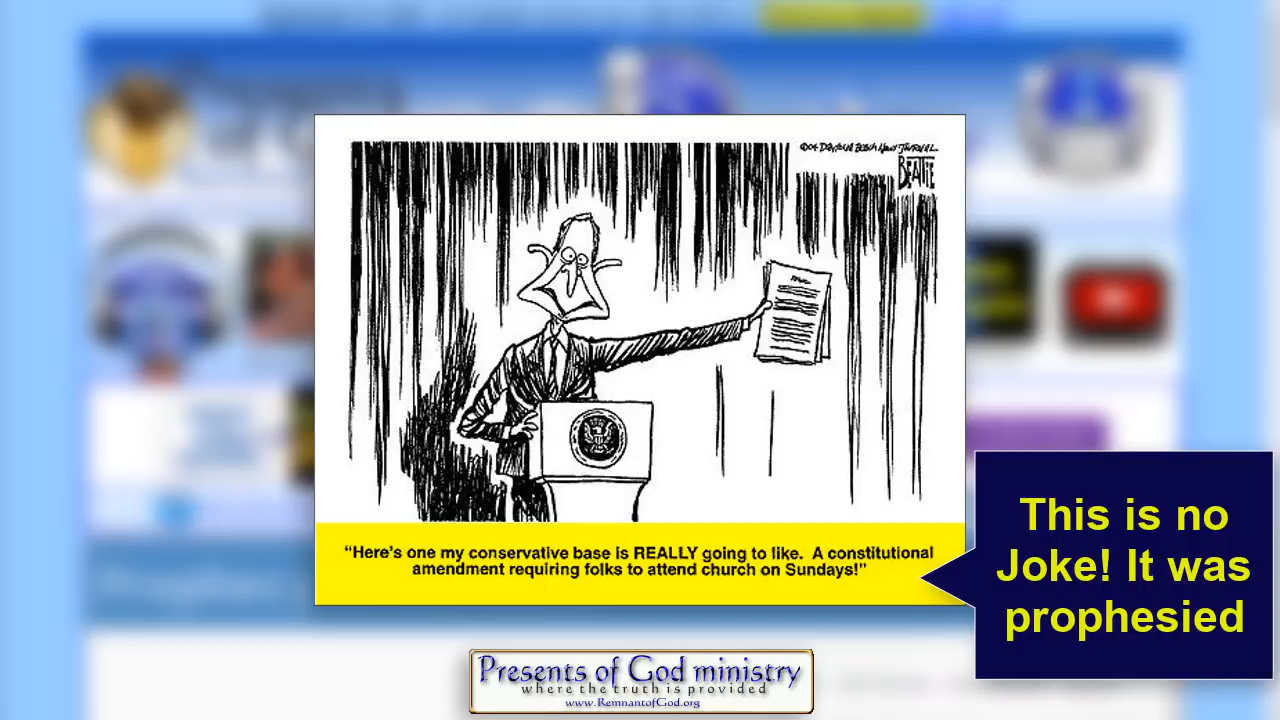 ©04 Daytona Beach News-Journal
BEATTIE
"Here's one my conservative base is REALLY going to like. A constitutional
amendment requiring folks to attend church on Sundays!"
This is no
Joke! It was
prophesied
Presents of God ministry
where the truth is provided
www.RemnantofGod.org